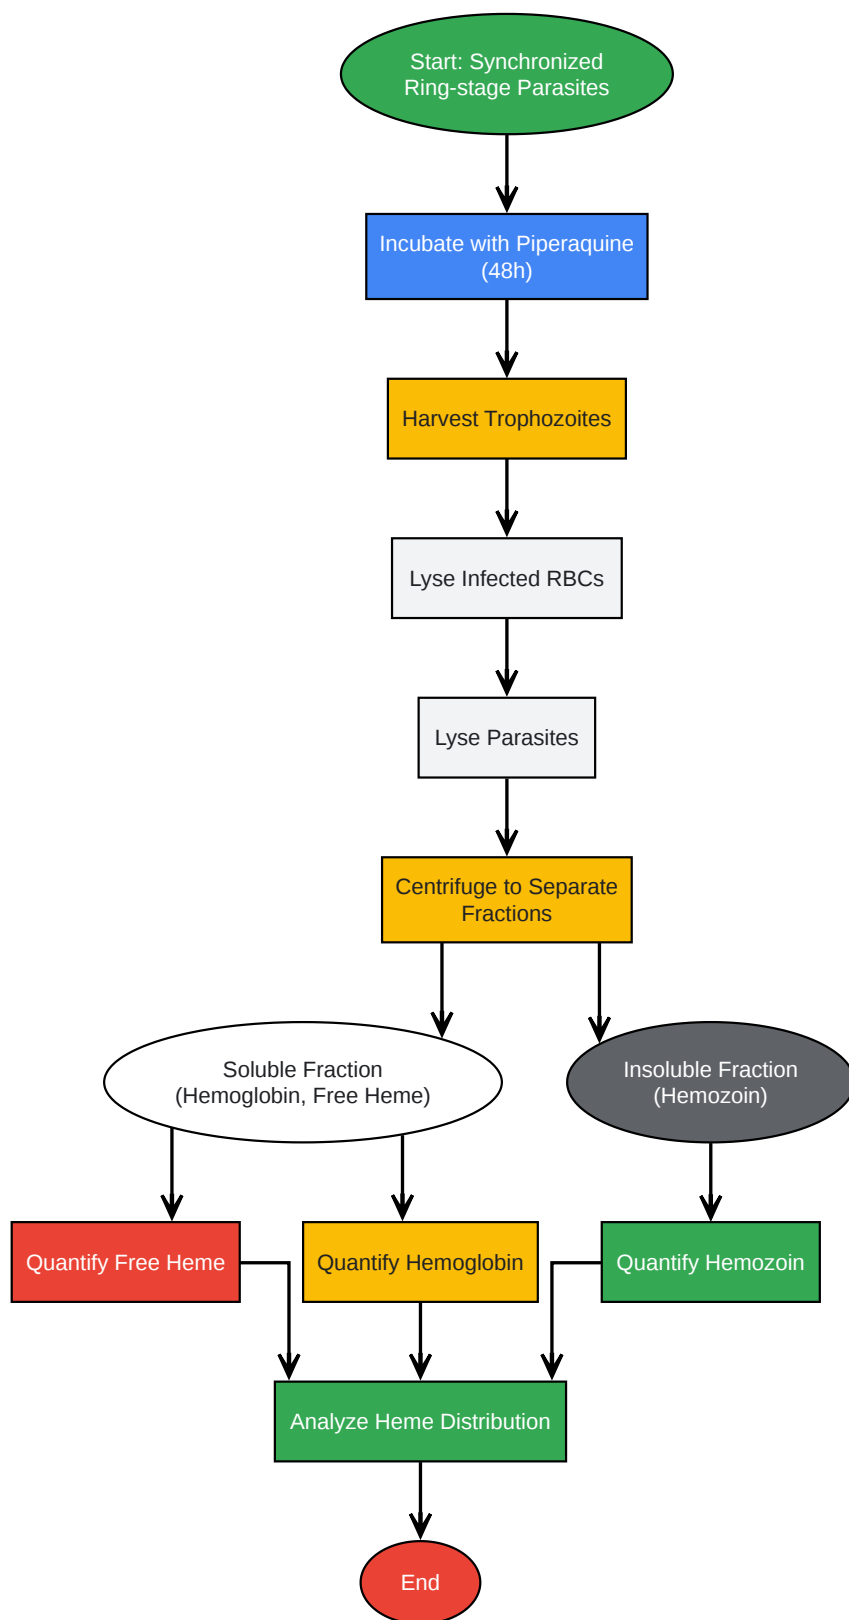 Start: Synchronized
Ring-stage Parasites
Incubate with Piperaquine
(48h)
Harvest Trophozoites
Lyse Infected RBCs
Lyse Parasites
Centrifuge to Separate
Fractions
Soluble Fraction
(Hemoglobin, Free Heme)
Insoluble Fraction
(Hemozoin)
Quantify Free Heme
Quantify Hemoglobin
Quantify Hemozoin
Analyze Heme Distribution
End